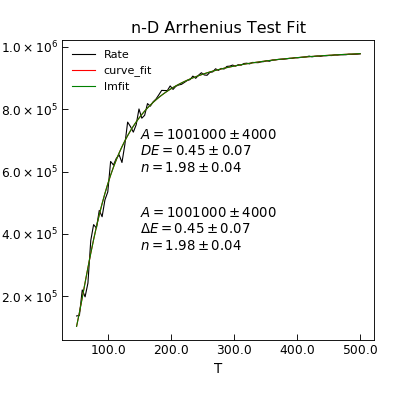 n-D Arrhenius Test Fit
1.0 × 10⁶
8.0 × 10⁵
6.0 × 10⁵
4.0 × 10⁵
2.0 × 10⁵
Rate
curve_fit
lmfit
A = 1001000 ± 4000
DE = 0.45 ± 0.07
n = 1.98 ± 0.04
A = 1001000 ± 4000
ΔE = 0.45 ± 0.07
n = 1.98 ± 0.04
100.0 200.0 300.0 400.0 500.0
T